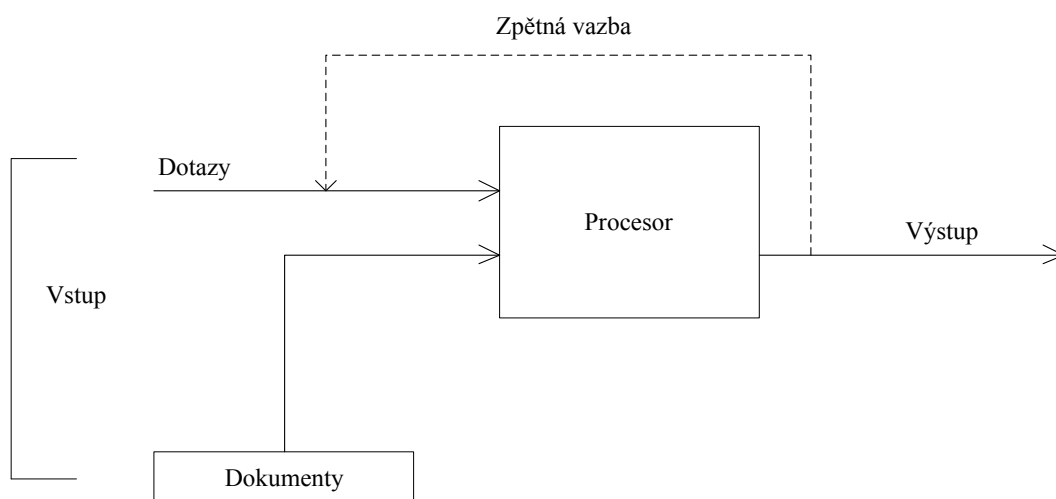 Zpětná vazba
Dotazy
Procesor
Výstup
Vstup
Dokumenty